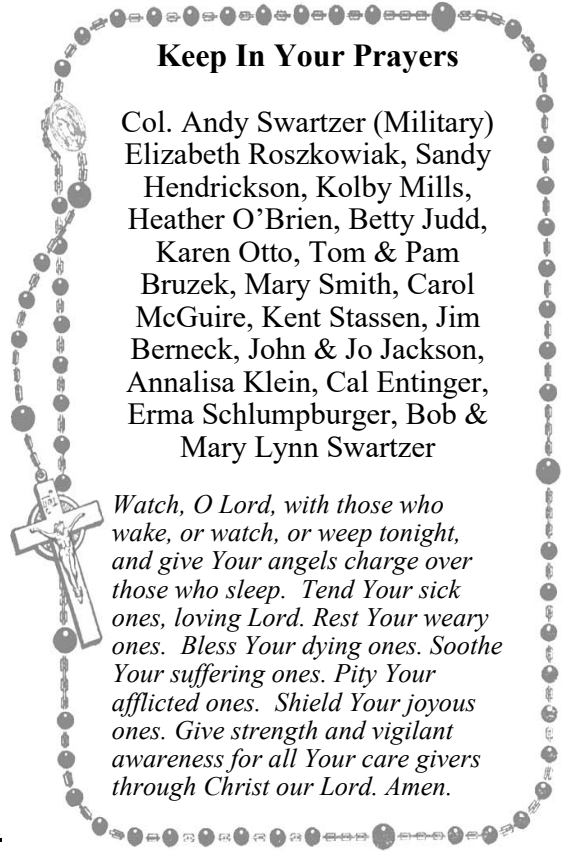 Keep In Your Prayers
Col. Andy Swartzer (Military)
Elizabeth Roszkowiak, Sandy
Hendrickson, Kolby Mills,
Heather O’Brien, Betty Judd,
Karen Otto, Tom & Pam
Bruzek, Mary Smith, Carol
McGuire, Kent Stassen, Jim
Berneck, John & Jo Jackson,
Annalisa Klein, Cal Entinger,
Erma Schlumpburger, Bob &
Mary Lynn Swartzer
Watch, O Lord, with those who
wake, or watch, or weep tonight,
and give Your angels charge over
those who sleep.  Tend Your sick
ones, loving Lord. Rest Your weary
ones.  Bless Your dying ones. Soothe
Your suffering ones. Pity Your
afflicted ones.  Shield Your joyous
ones. Give strength and vigilant
awareness for all Your care givers
through Christ our Lord. Amen.